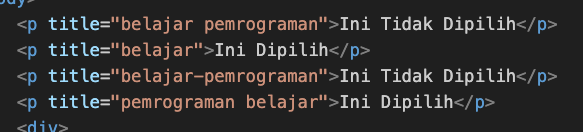 <p title="belajar pemrograman">Ini Tidak Dipilih</p>
<p title="belajar">Ini Dipilih</p>
<p title="belajar-pemrograman">Ini Tidak Dipilih</p>
<p title="pemrograman belajar">Ini Dipilih</p>
<div>